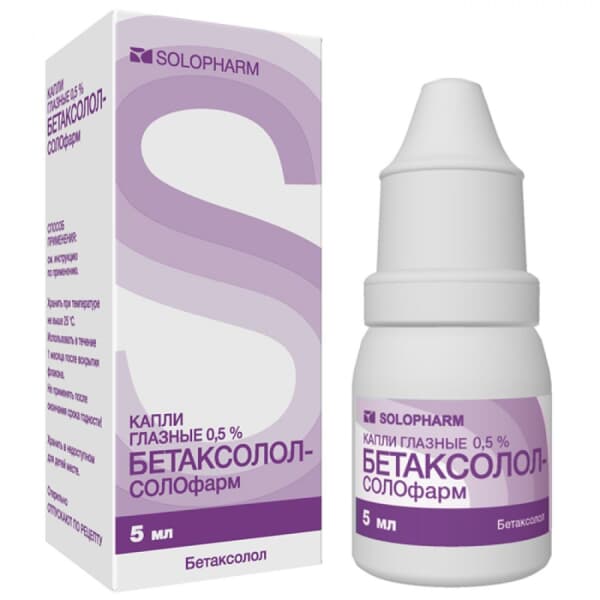 КАПЛИ
ГЛАЗНЫЕ 0,5 %
БЕТАКСОЛОЛ-
СОЛОфарм
СПОСОБ
ПРИМЕНЕНИЯ:
см. инструкцию
по применению.
Хранить при температуре
не выше 25 °С.
Использовать в течение
1 месяца после вскрытия
флакона.
Не применять после
окончания срока годности!
Хранить в недоступном
для детей месте.
Стерильно
ОТПУСКАЮТ ПО РЕЦЕПТУ
SOLOPHARM
КАПЛИ
ГЛАЗНЫЕ 0,5 %
БЕТАКСОЛОЛ-
СОЛОфарм
5 мл
Бетаксолол
SOLOPHARM
КАПЛИ ГЛАЗНЫЕ 0,5 %
БЕТАКСОЛОЛ-
СОЛОфарм
5 мл
Бетаксолол